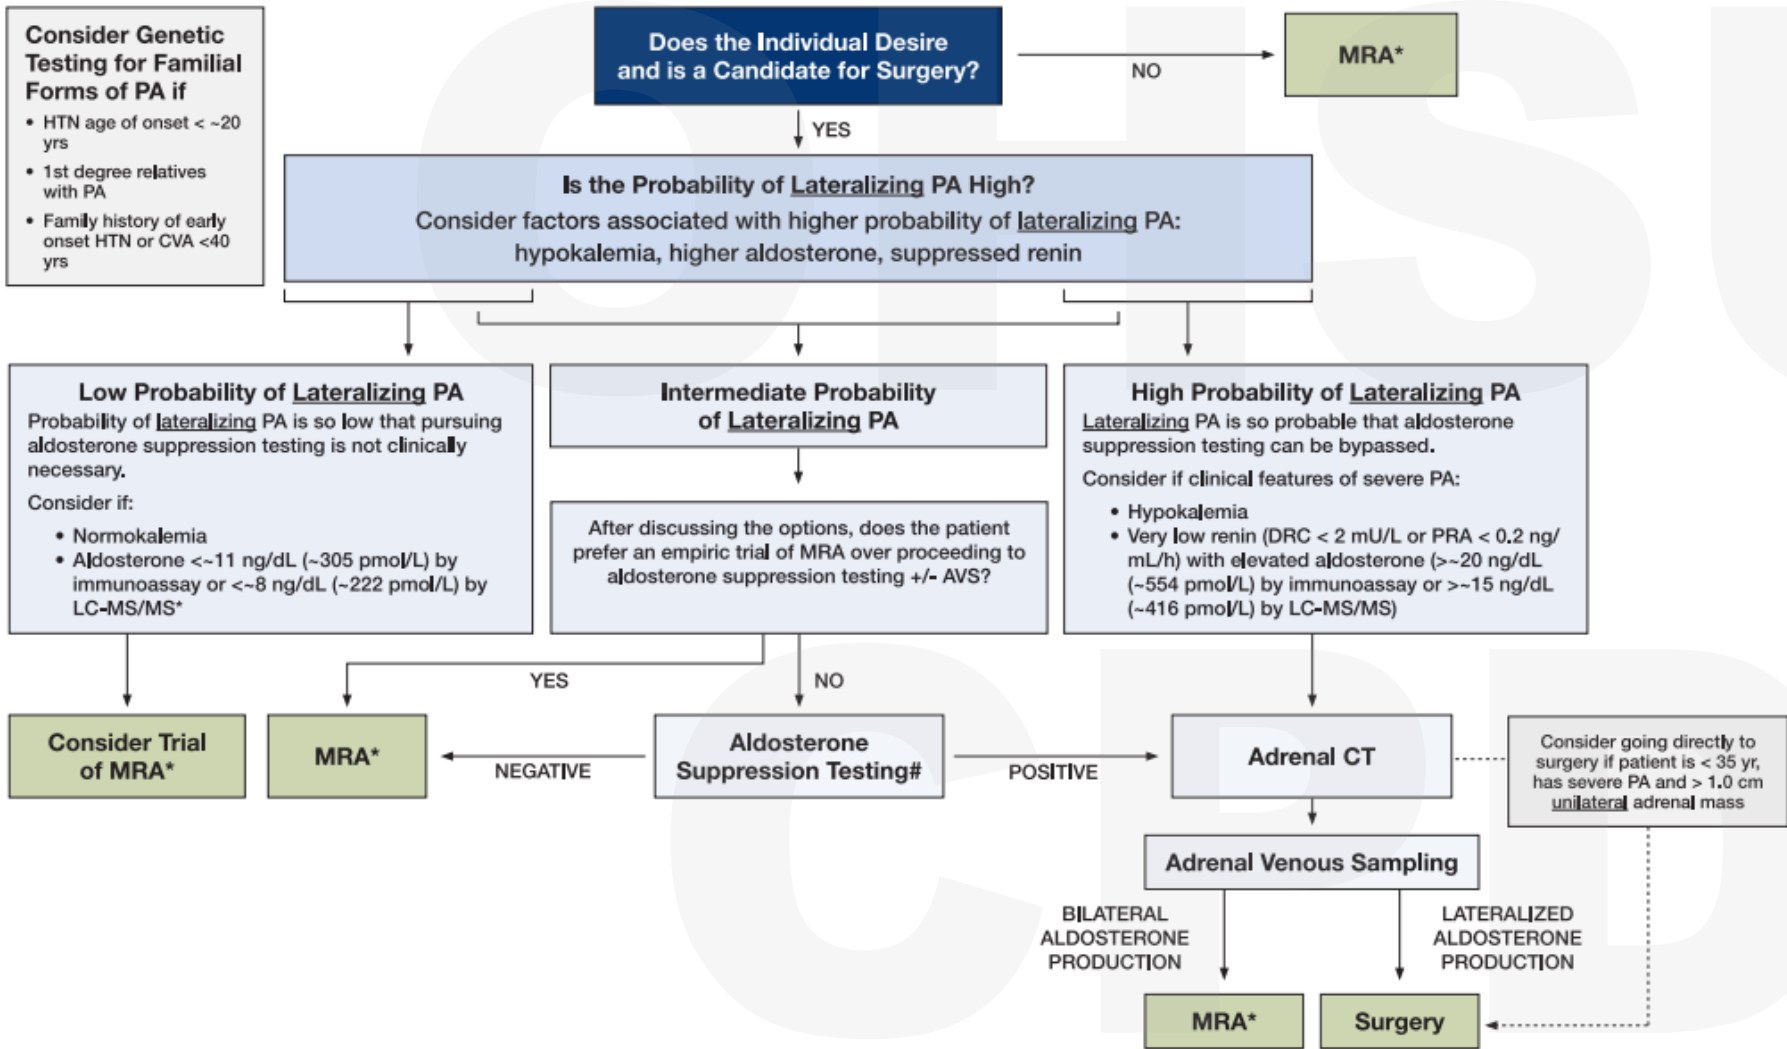 Consider Genetic
Testing for Familial
Forms of PA if
• HTN age of onset < ~20
yrs
• 1st degree relatives
with PA
• Family history of early
onset HTN or CVA <40
yrs
Does the Individual Desire
and is a Candidate for Surgery?
NO
MRA*
YES
Is the Probability of Lateralizing PA High?
Consider factors associated with higher probability of lateralizing PA:
hypokalemia, higher aldosterone, suppressed renin
Low Probability of Lateralizing PA
Probability of lateralizing PA is so low that pursuing
aldosterone suppression testing is not clinically
necessary.
Consider if:
• Normokalemia
• Aldosterone <~11 ng/dL (~305 pmol/L) by
immunoassay or <~8 ng/dL (~222 pmol/L) by
LC-MS/MS*
Intermediate Probability
of Lateralizing PA
After discussing the options, does the patient
prefer an empiric trial of MRA over proceeding to
aldosterone suppression testing +/- AVS?
High Probability of Lateralizing PA
Lateralizing PA is so probable that aldosterone
suppression testing can be bypassed.
Consider if clinical features of severe PA:
• Hypokalemia
• Very low renin (DRC < 2 mU/L or PRA < 0.2 ng/
mL/h) with elevated aldosterone (>~20 ng/dL
(~554 pmol/L) by immunoassay or >~15 ng/dL
(~416 pmol/L) by LC-MS/MS)
YES
NO
Consider Trial
of MRA*
MRA*
NEGATIVE
Aldosterone
Suppression Testing#
POSITIVE
Adrenal CT
Consider going directly to
surgery if patient is < 35 yr,
has severe PA and > 1.0 cm
unilateral adrenal mass
Adrenal Venous Sampling
BILATERAL
ALDOSTERONE
PRODUCTION
LATERALIZED
ALDOSTERONE
PRODUCTION
MRA*
Surgery
OHSU
CPD